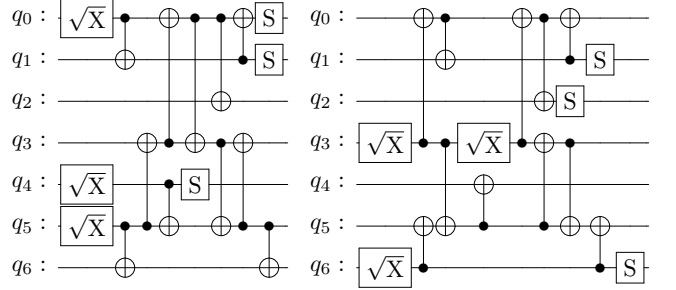 q₀ : √X S q₀ :
q₁ : S q₁ : S
q₂ : q₂ : S
q₃ : q₃ : √X √X
q₄ : √X S q₄ :
q₅ : √X q₅ :
q₆ : q₆ : √X S